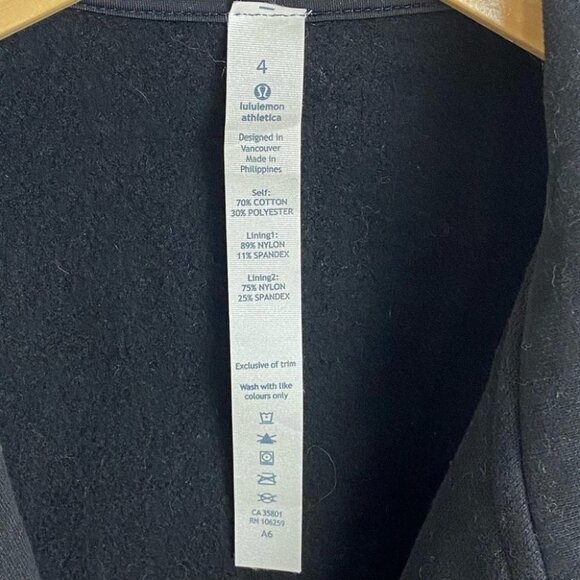 4
lululemon
athletica
Designed in
Vancouver
Made in
Philippines
Self:
70% COTTON
30% POLYESTER
Lining1:
89% NYLON
11% SPANDEX
Lining2:
75% NYLON
25% SPANDEX
Exclusive of trim
Wash with like
colours only
CA 35801
RN 106259
A6